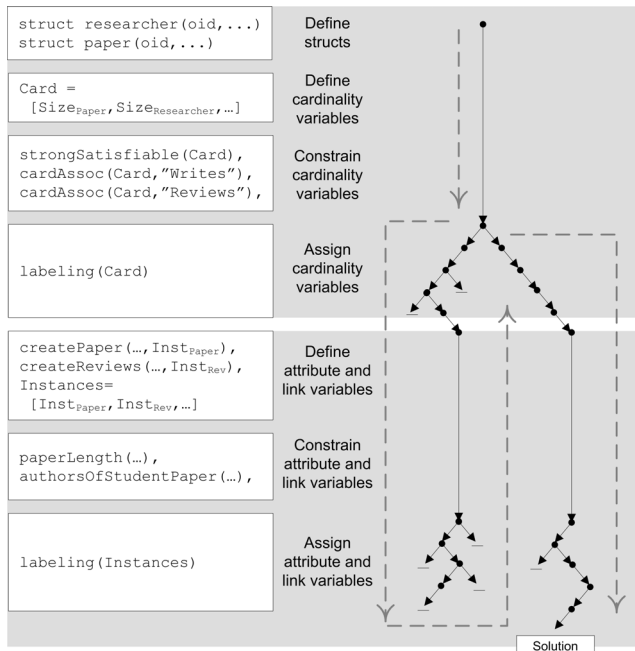 struct researcher(oid,...)
struct paper(oid,...)
Define
structs
Card =
[SizePaper,SizeResearcher,…]
Define
cardinality
variables
strongSatisfiable(Card),
cardAssoc(Card,"Writes"),
cardAssoc(Card,"Reviews"),
Constrain
cardinality
variables
labeling(Card)
Assign
cardinality
variables
createPaper(…,InstPaper),
createReviews(…,InstRev),
Instances=
[InstPaper,InstRev,…]
Define
attribute and
link variables
paperLength(…),
authorsOfStudentPaper(…),
Constrain
attribute and
link variables
labeling(Instances)
Assign
attribute and
link variables
Solution